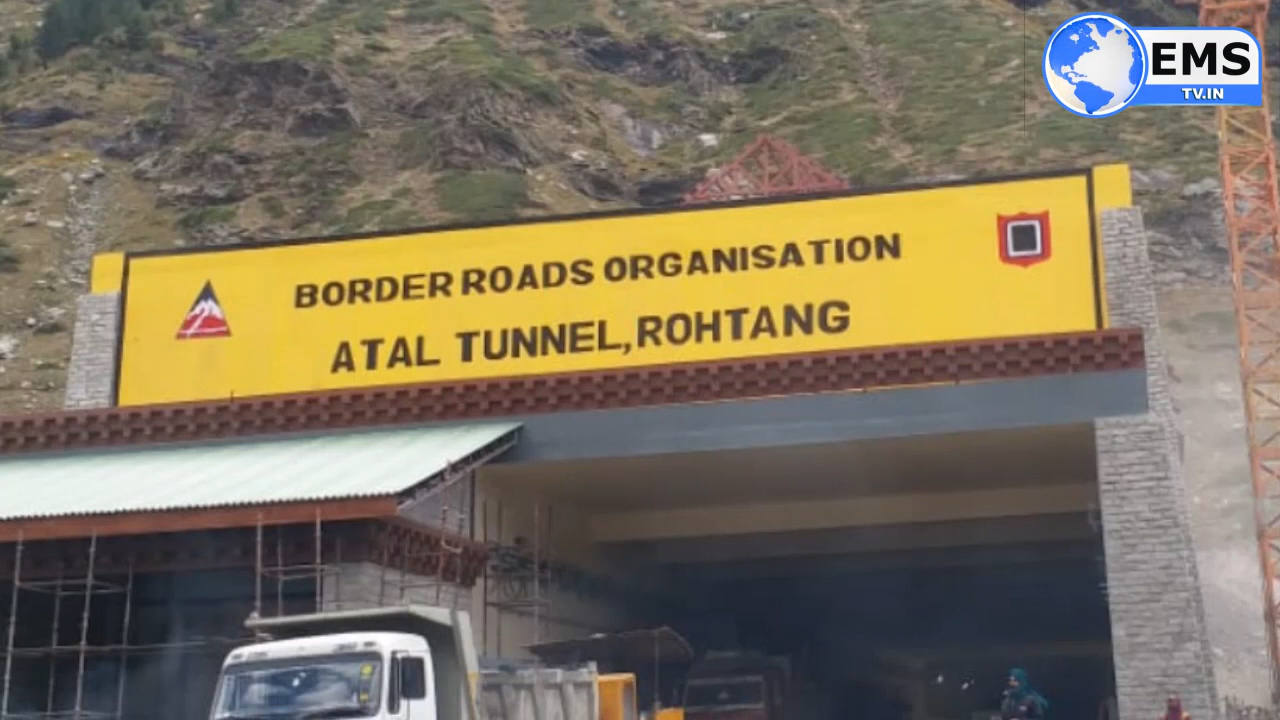 EMS
TV.IN
BORDER ROADS ORGANISATION
ATAL TUNNEL, ROHTANG